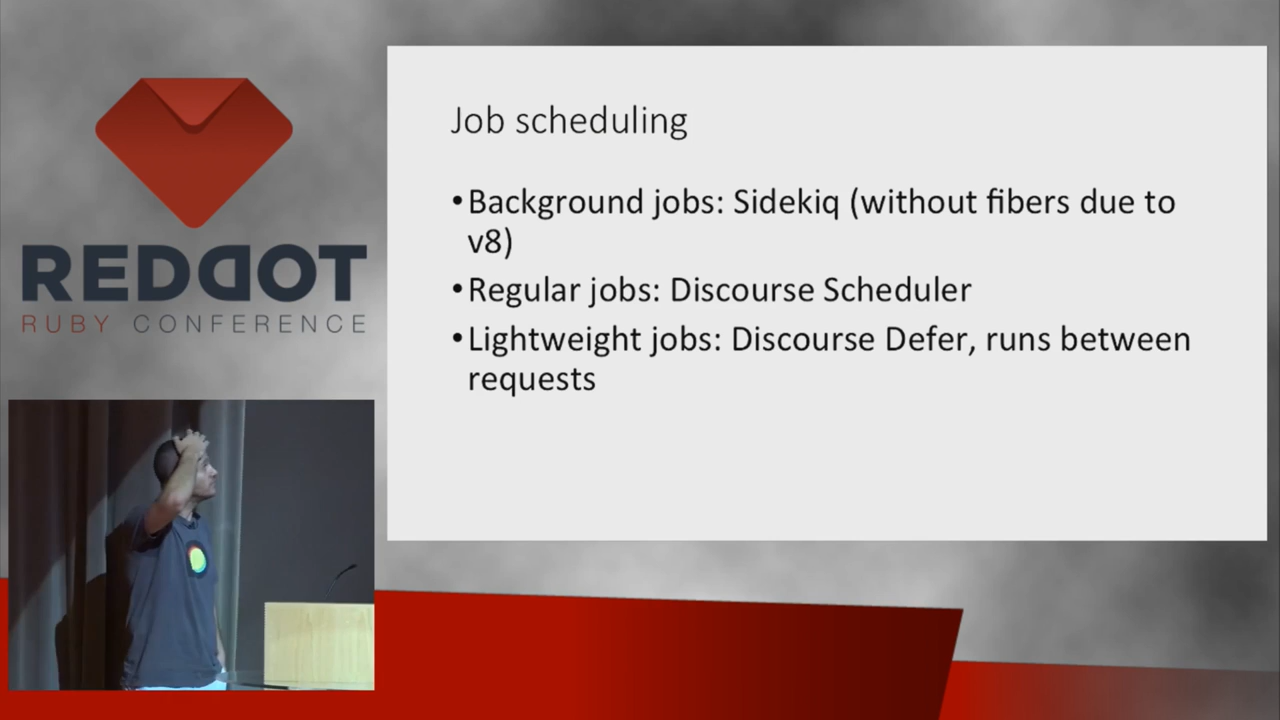 REDDOT
RUBY CONFERENCE
Job scheduling
•Background jobs: Sidekiq (without fibers due to
v8)
•Regular jobs: Discourse Scheduler
•Lightweight jobs: Discourse Defer, runs between
requests